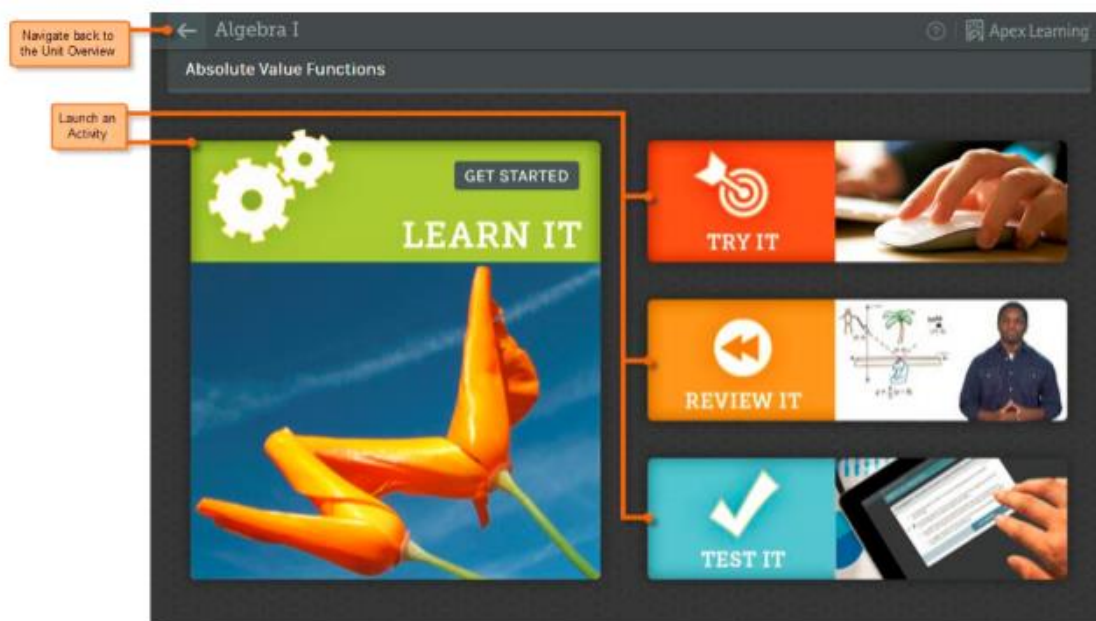 Navigate back to
the Unit Overview
Algebra I
Apex Learning
Absolute Value Functions
Launch an
Activity
GET STARTED
LEARN IT
TRY IT
REVIEW IT
TEST IT